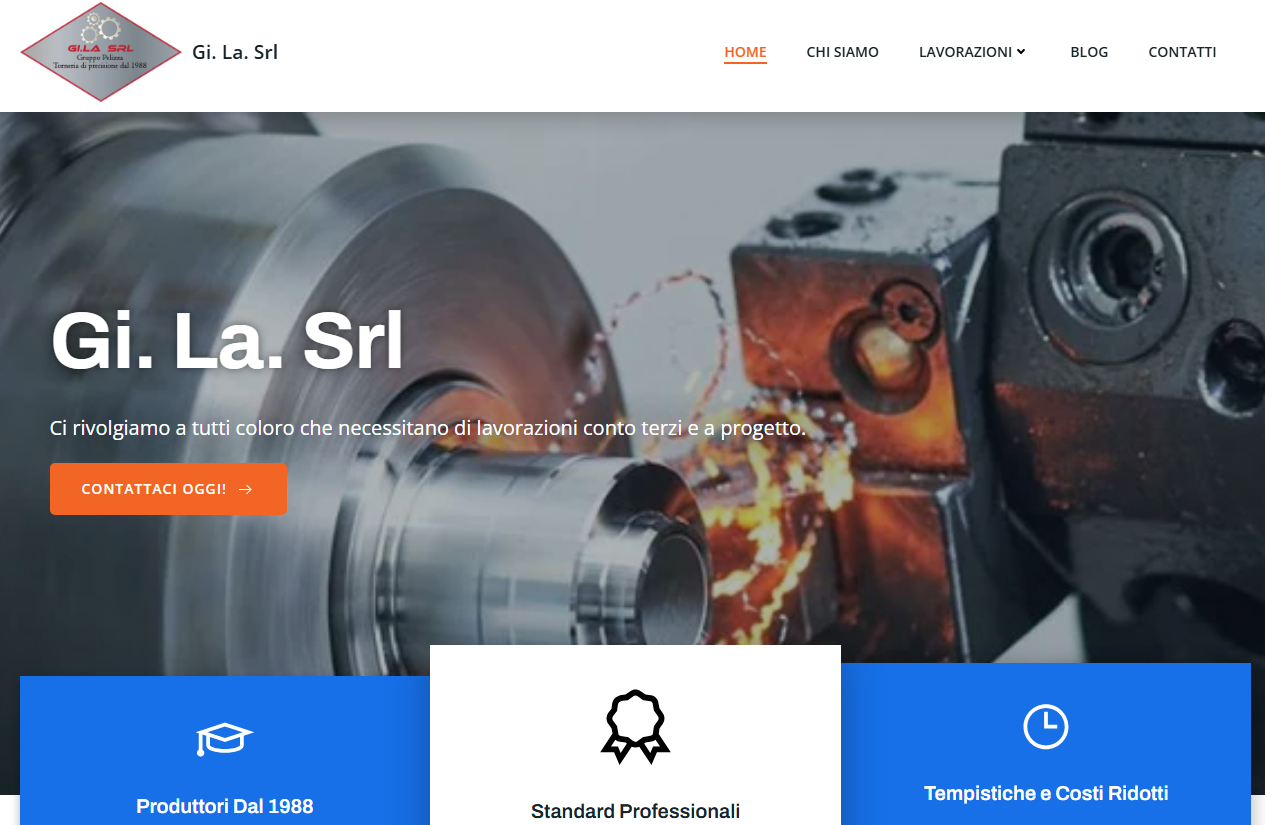 GI.LA SRL
Gruppo Pelizza
Torneria di precisione dal 1988
Gi. La. Srl
HOME
CHI SIAMO
LAVORAZIONI
BLOG
CONTATTI
Gi. La. Srl
Ci rivolgiamo a tutti coloro che necessitano di lavorazioni conto terzi e a progetto.
CONTATTACI OGGI!
Produttori Dal 1988
Standard Professionali
Tempistiche e Costi Ridotti